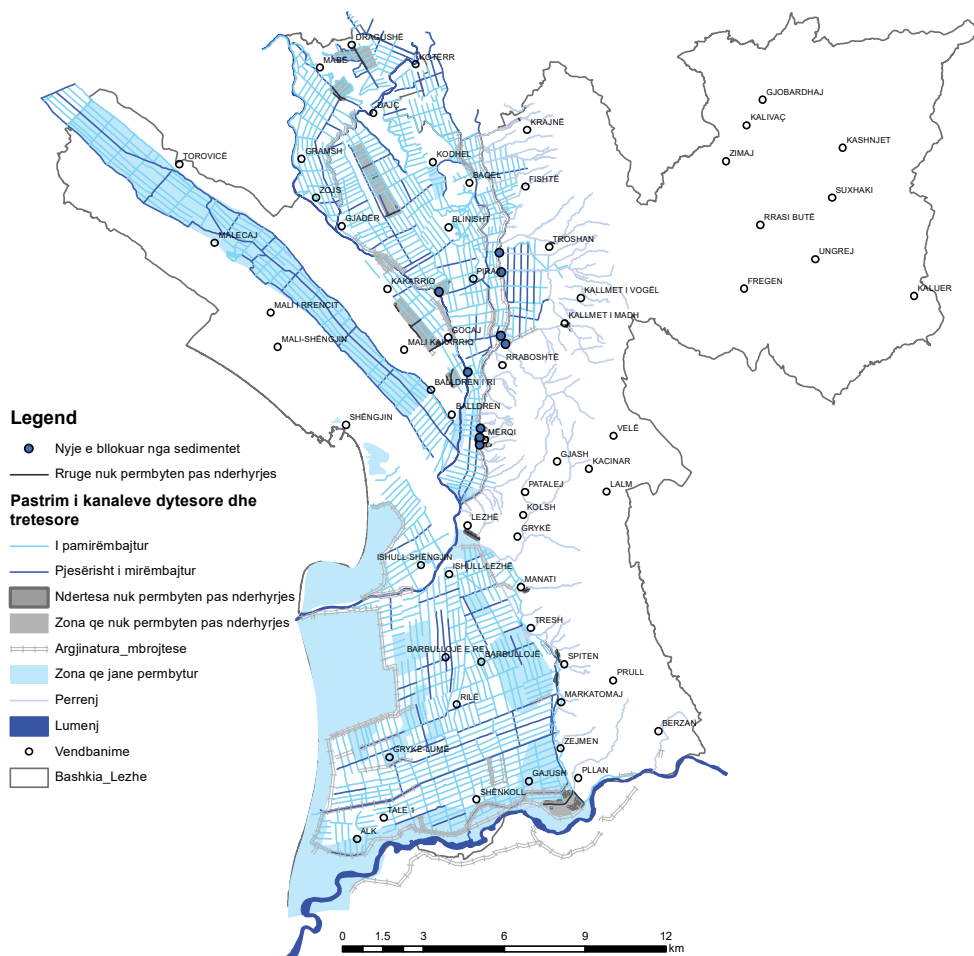 DRAGUSHË
MABË
KOTËRR
DAJÇ
GJOBARDHAJ
KALIVAÇ
KRAJNË
KASHNJET
ZIMAJ
TOROVICË
GRAMSH
KODHEL
BAQEL
FISHTË
ZOJS
SUXHAKI
GJADËR
BLINISHT
RRASI BUTË
MALECAJ
TROSHAN
UNGREJ
PIRAJ
KAKARRIQ
FREGEN
KALLMET I VOGËL
KALUER
MALI I RRENCIT
KALLMET I MADH
GOCAJ
MALI-SHËNGJIN
MALI KAKARRIQ
RRABOSHTË
BALLDREN I RI
BALLDREN
SHËNGJIN
MËRQI
VELË
GJASH
KACINAR
PATALEJ
LALM
KOLSH
LEZHË
GRYKË
ISHULL-SHËNGJIN
ISHULL-LEZHË
MANATI
TRESH
BARBULLOJË E RE
BARBULLOJË
SPITEN
PRULL
RILË
MARKATOMAJ
BERZAN
ZEJMEN
GRYKË-LUMË
GAJUSH
PLLAN
SHËNKOLL
TALE 1
ALK
Legend
Nyje e bllokuar nga sedimentet
Rruge nuk permbyten pas nderhyrjes
Pastrim i kanaleve dytesore dhe
tretesore
I pamirëmbajtur
Pjesërisht i mirëmbajtur
Ndertesa nuk permbyten pas nderhyrjes
Zona qe nuk permbyten pas nderhyrjes
Argjinatura_mbrojtese
Zona qe jane permbytur
Perrenj
Lumenj
Vendbanime
Bashkia_Lezhe
0 1.5 3 6 9 12
km